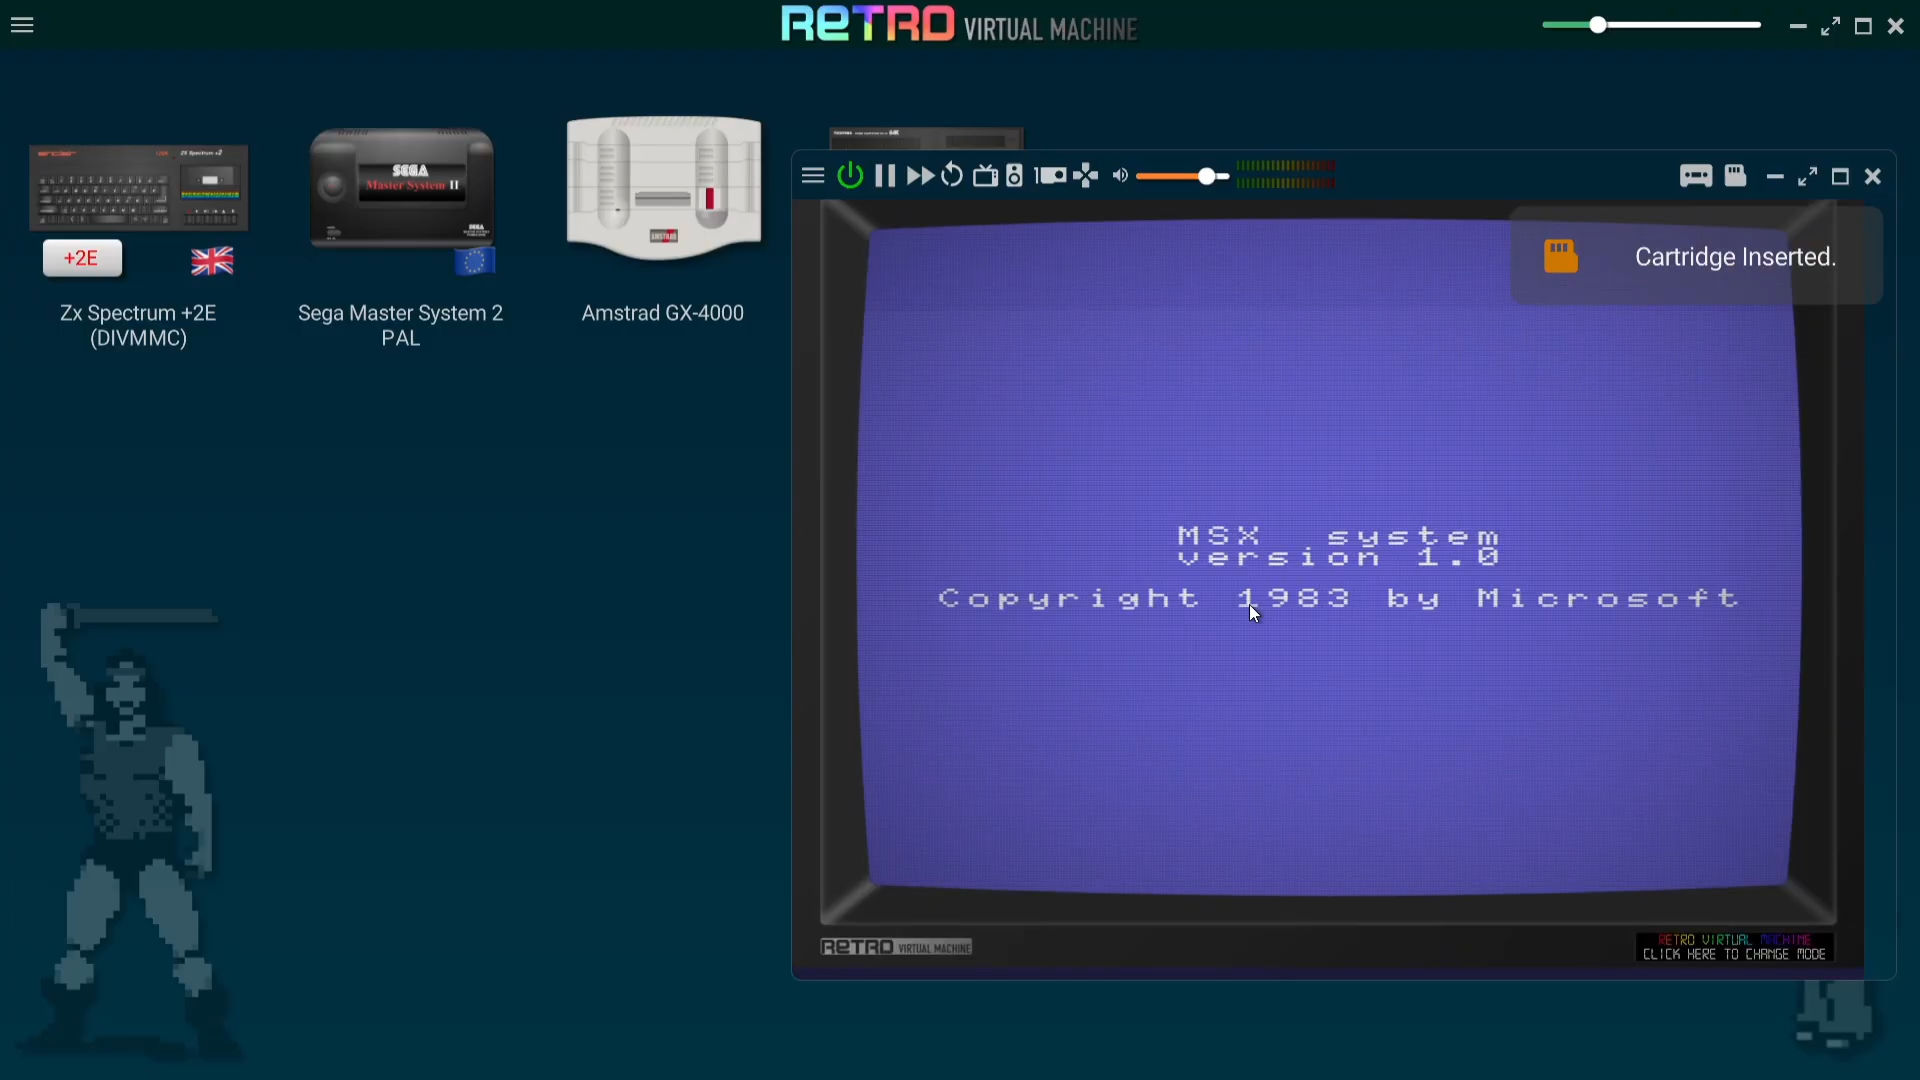 RETRO VIRTUAL MACHINE
SEGA
Master System II
AMSTRAD
+2E
Zx Spectrum +2E
(DIVMMC)
Sega Master System 2
PAL
Amstrad GX-4000
Cartridge Inserted.
MSX system
version 1.0
Copyright 1983 by Microsoft
RETRO VIRTUAL MACHINE
RETRO VIRTUAL MACHINE
CLICK HERE TO CHANGE MODE